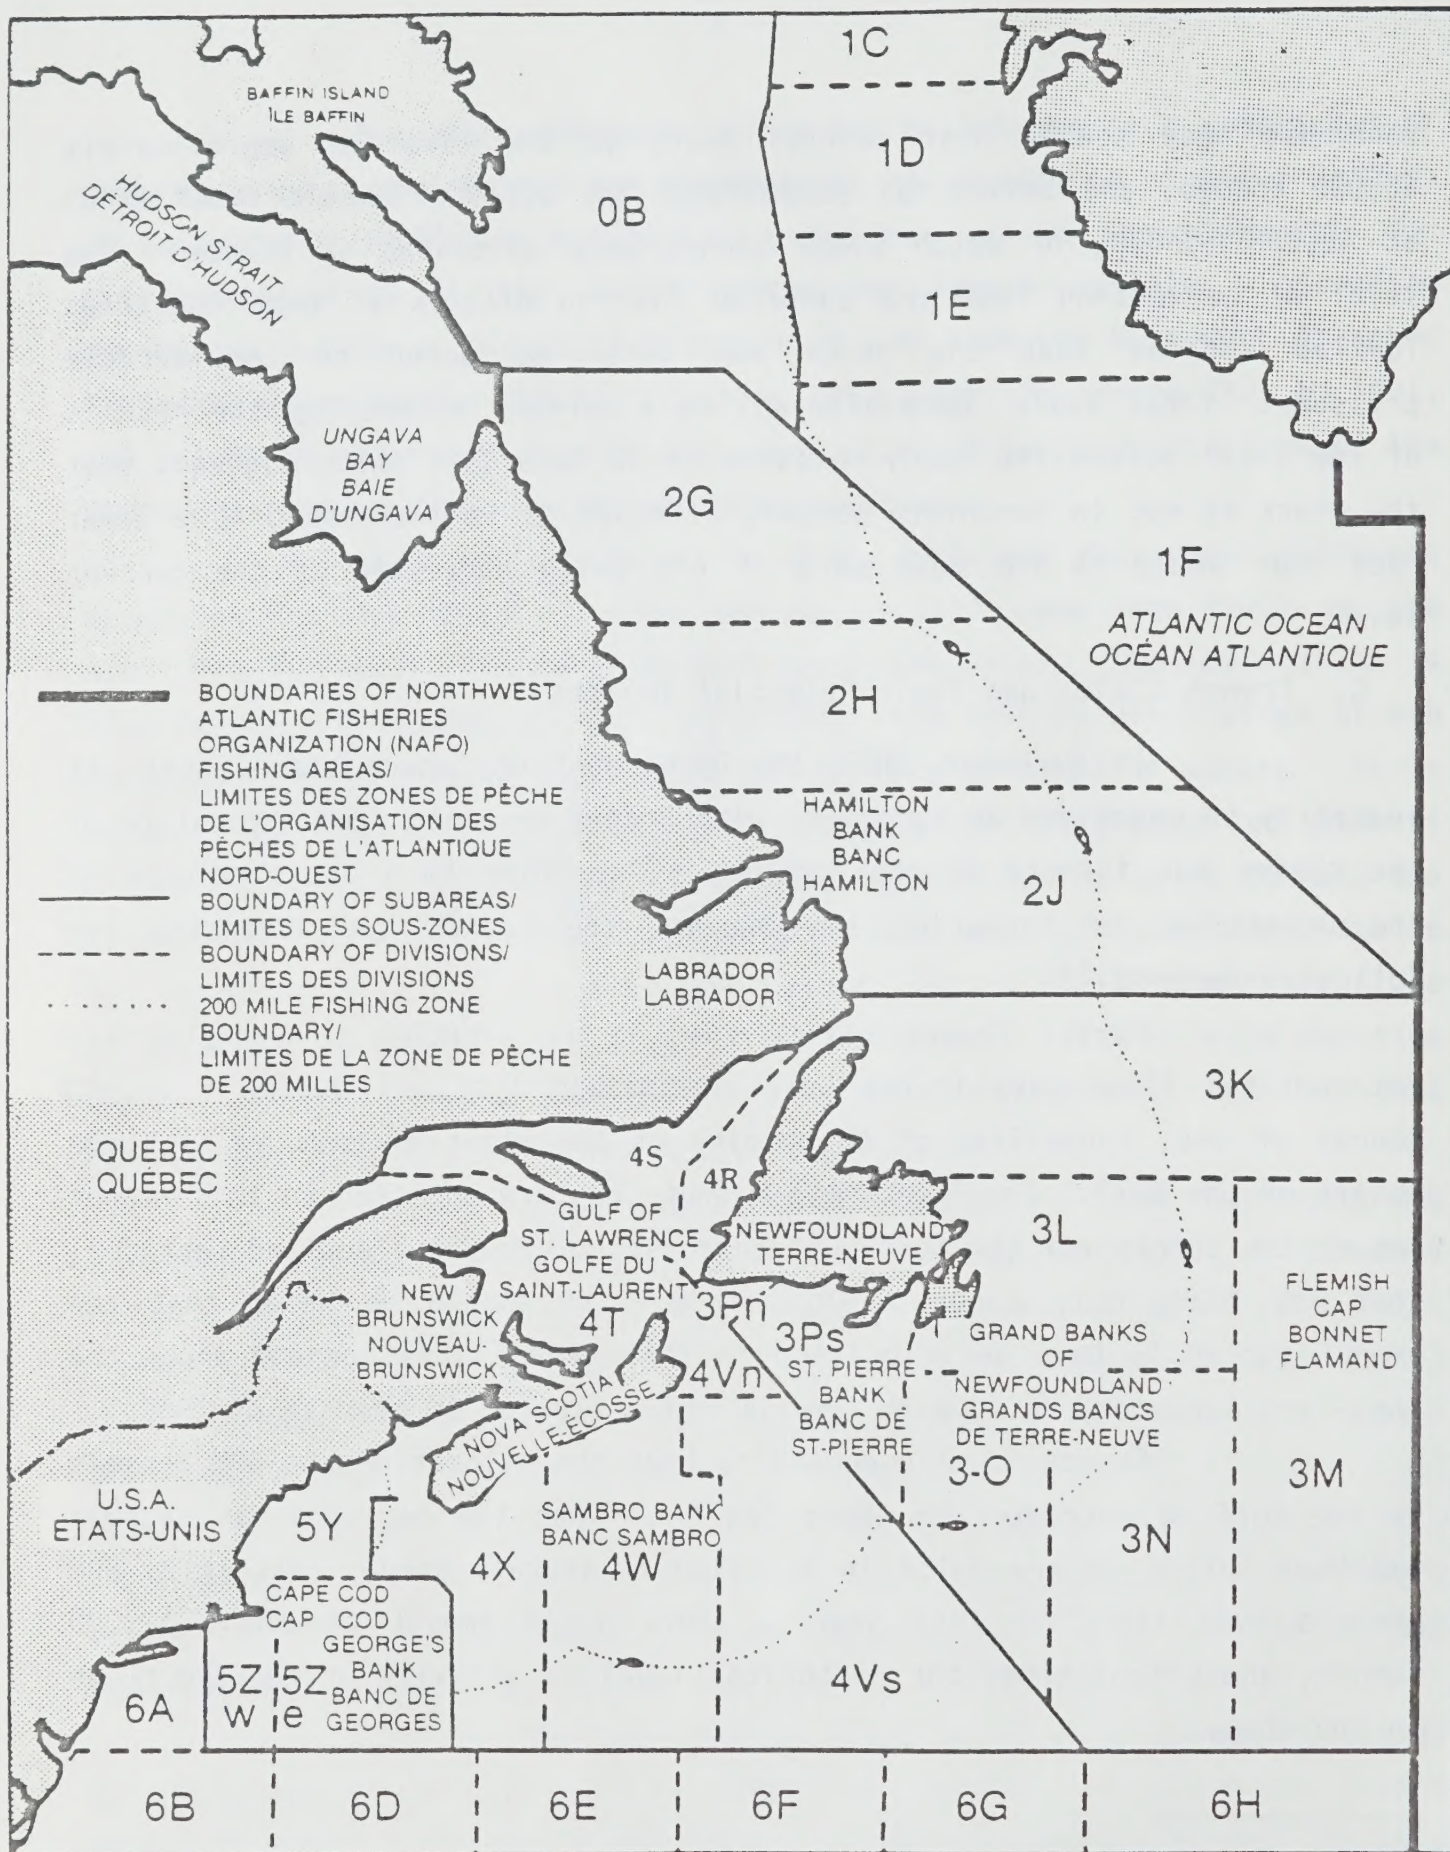 1C
BAFFIN ISLAND
ÎLE BAFFIN
1D
HUDSON STRAIT
DÉTROIT D'HUDSON
0B
1E
UNGAVA
BAY
BAIE
D'UNGAVA
2G
1F
ATLANTIC OCEAN
OCÉAN ATLANTIQUE
2H
BOUNDARIES OF NORTHWEST
ATLANTIC FISHERIES
ORGANIZATION (NAFO)
FISHING AREAS/
LIMITES DES ZONES DE PÊCHE
DE L'ORGANISATION DES
PÊCHES DE L'ATLANTIQUE
NORD-OUEST
BOUNDARY OF SUBAREAS/
LIMITES DES SOUS-ZONES
BOUNDARY OF DIVISIONS/
LIMITES DES DIVISIONS
200 MILE FISHING ZONE
BOUNDARY/
LIMITES DE LA ZONE DE PÊCHE
DE 200 MILLES
HAMILTON
BANK
BANC
HAMILTON
2J
LABRADOR
LABRADOR
3K
QUEBEC
QUÉBEC
4S
4R
GULF OF
ST. LAWRENCE
GOLFE DU
SAINT-LAURENT
NEWFOUNDLAND
TERRE-NEUVE
3L
FLEMISH
CAP
BONNET
FLAMAND
NEW
BRUNSWICK
NOUVEAU-
BRUNSWICK
4T
3Pn
3Ps
4Vn
ST. PIERRE
BANK
BANC DE
ST-PIERRE
GRAND BANKS
OF
NEWFOUNDLAND
GRANDS BANCS
DE TERRE-NEUVE
NOVA SCOTIA
NOUVELLE-ÉCOSSE
3-O
3N
3M
U.S.A.
ETATS-UNIS
5Y
4X
SAMBRO BANK
BANC SAMBRO
4W
CAPE COD
CAP COD
GEORGE'S
BANK
BANC DE
GEORGES
6A
5Z
w
5Z
e
4Vs
6B
6D
6E
6F
6G
6H